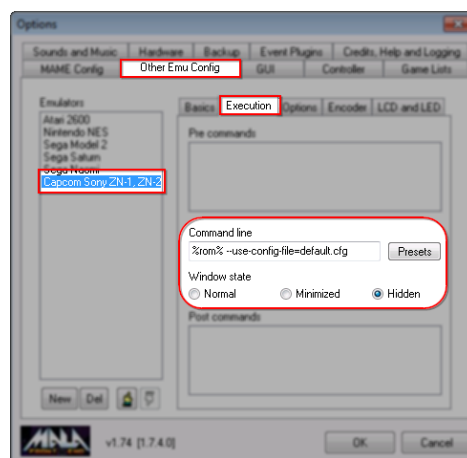 Options
Sounds and Music Hardware Backup Event Plugins Credits, Help and Logging
MAME Config Other Emu Config GUI Controller Game Lists
Emulators
Atari 2600
Nintendo NES
Sega Model 2
Sega Saturn
Sega Naomi
Capcom Sony ZN-1, ZN-2
Basics Execution Options Encoder LCD and LED
Pre commands
Command line
%rom% --use-config-file=default.cfg Presets
Window state
Normal Minimized Hidden
Post commands
New Del
MALA v1.74 [1.7.4.0] OK Cancel